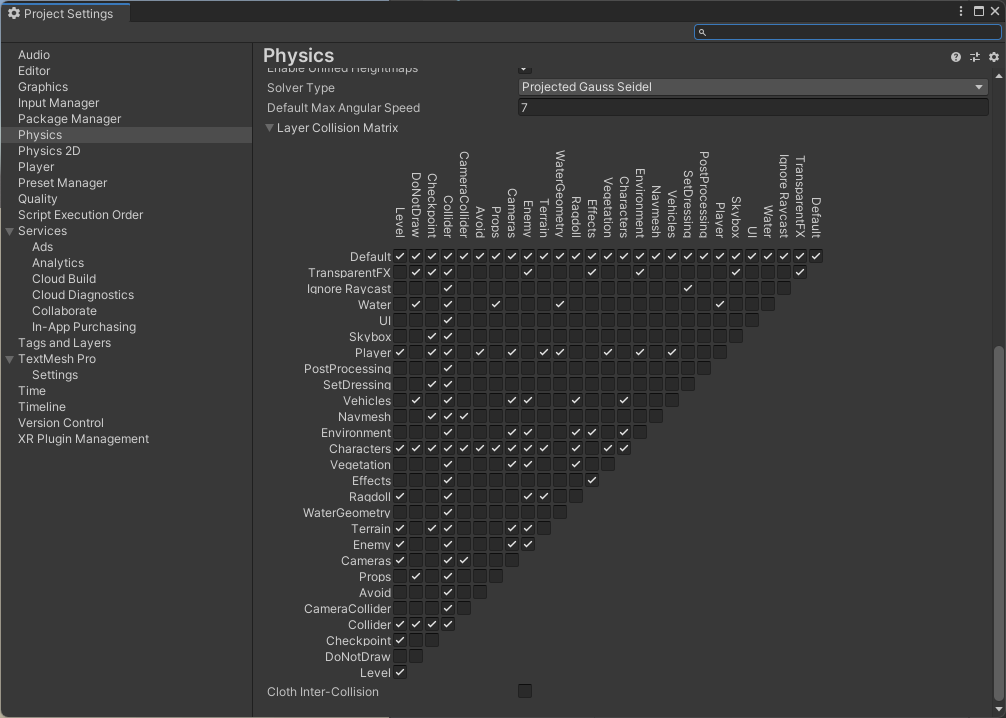 Project Settings
Audio
Editor
Graphics
Input Manager
Package Manager
Physics
Physics 2D
Player
Preset Manager
Quality
Script Execution Order
Services
Ads
Analytics
Cloud Build
Cloud Diagnostics
Collaborate
In-App Purchasing
Tags and Layers
TextMesh Pro
Settings
Time
Timeline
Version Control
XR Plugin Management
Physics
Enable Unified Heightmaps
Solver Type
Projected Gauss Seidel
Default Max Angular Speed
7
Layer Collision Matrix
Level
DoNotDraw
Checkpoint
Collider
CameraCollider
Avoid
Props
Cameras
Enemy
Terrain
WaterGeometry
Ragdoll
Effects
Vegetation
Characters
Environment
Navmesh
Vehicles
SetDressing
PostProcessing
Player
Skybox
UI
Water
Ignore Raycast
TransparentFX
Default
Default
TransparentFX
Ignore Raycast
Water
UI
Skybox
Player
PostProcessing
SetDressing
Vehicles
Navmesh
Environment
Characters
Vegetation
Effects
Ragdoll
WaterGeometry
Terrain
Enemy
Cameras
Props
Avoid
CameraCollider
Collider
Checkpoint
DoNotDraw
Level
Cloth Inter-Collision